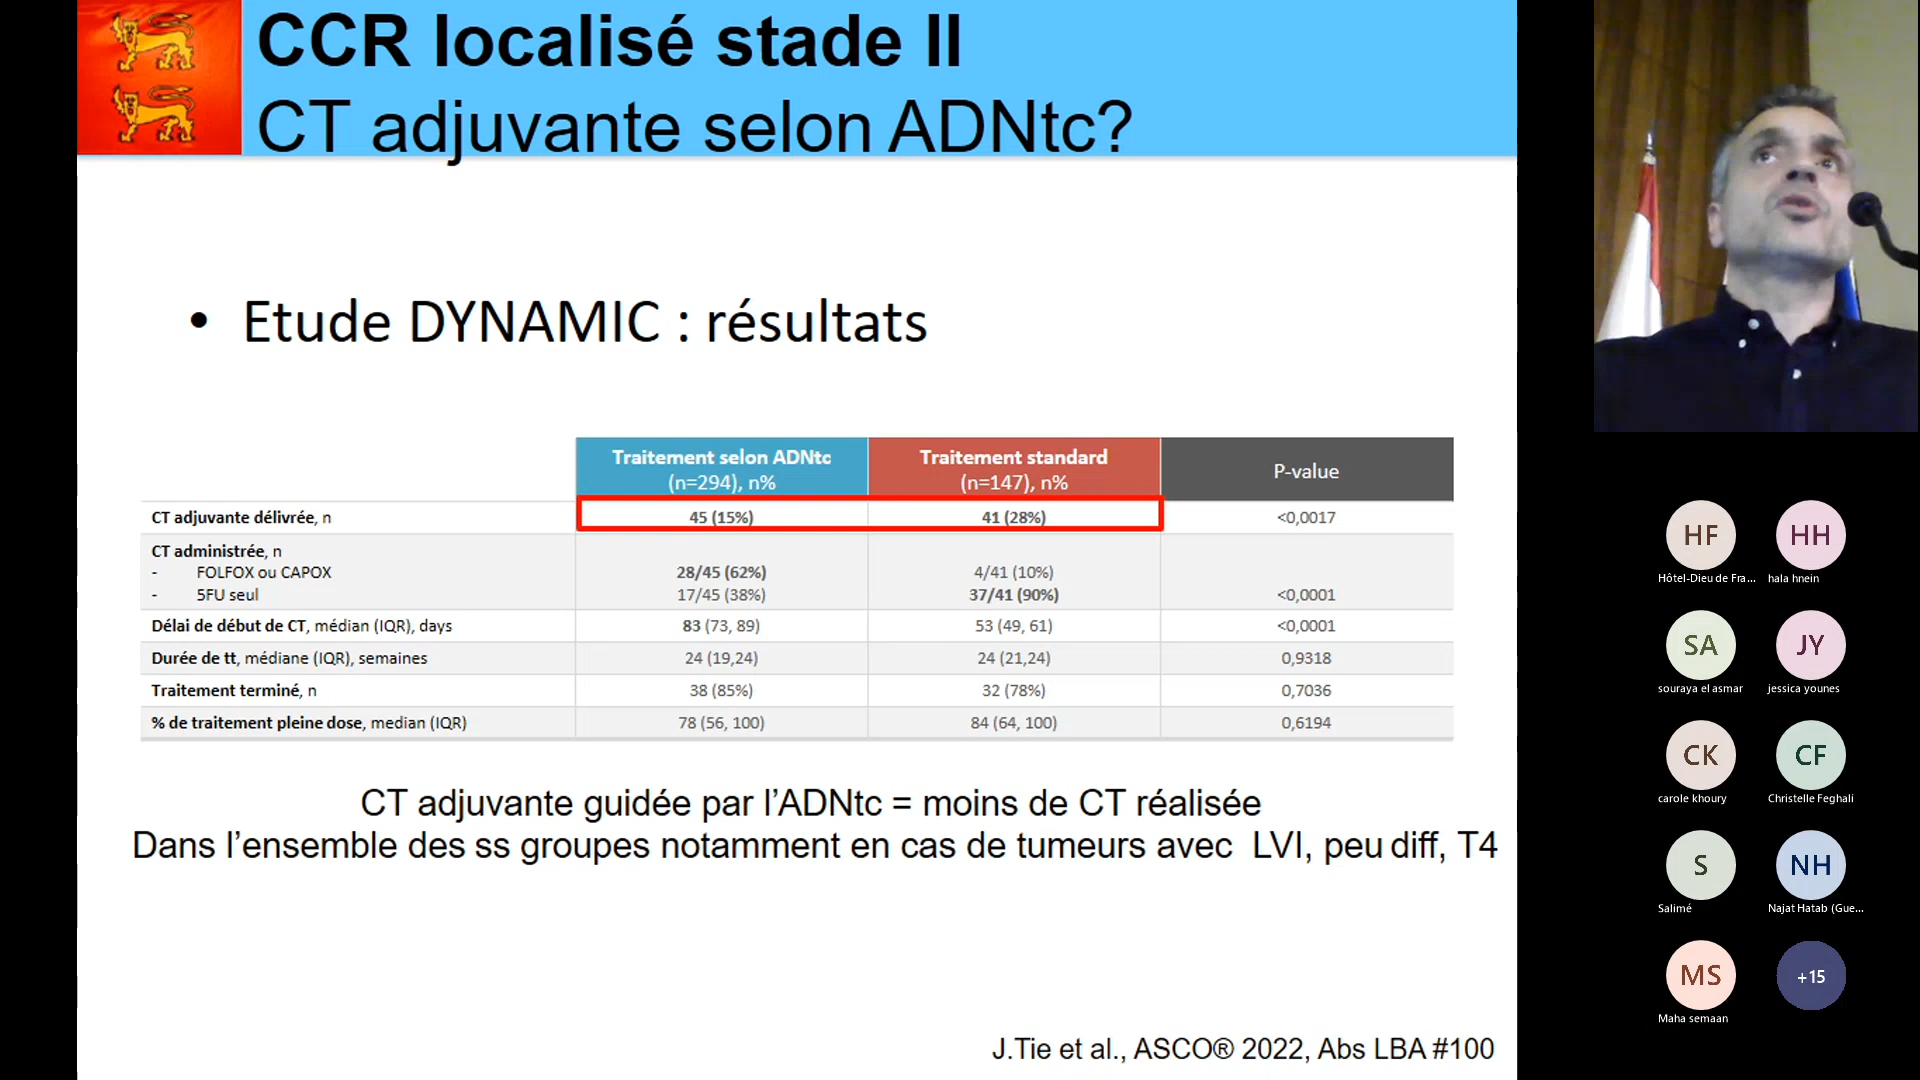 CCR localisé stade II
CT adjuvante selon ADNtc?
• Etude DYNAMIC : résultats
Traitement selon ADNtc (n=294), n% Traitement standard (n=147), n% P-value
CT adjuvante délivrée, n 45 (15%) 41 (28%) <0,0017
CT administrée, n
- FOLFOX ou CAPOX 28/45 (62%) 4/41 (10%)
- 5FU seul 17/45 (38%) 37/41 (90%) <0,0001
Délai de début de CT, médian (IQR), days 83 (73, 89) 53 (49, 61) <0,0001
Durée de tt, médiane (IQR), semaines 24 (19,24) 24 (21,24) 0,9318
Traitement terminé, n 38 (85%) 32 (78%) 0,7036
% de traitement pleine dose, median (IQR) 78 (56, 100) 84 (64, 100) 0,6194
CT adjuvante guidée par l'ADNtc = moins de CT réalisée
Dans l'ensemble des ss groupes notamment en cas de tumeurs avec LVI, peu diff, T4
J.Tie et al., ASCO® 2022, Abs LBA #100
HF HH
Hôtel-Dieu de Fra... hala hnein
SA JY
souraya el asmar jessica younes
CK CF
carole khoury Christelle Feghali
S NH
Salimé Najat Hatab (Gue...
MS +15
Maha semaan